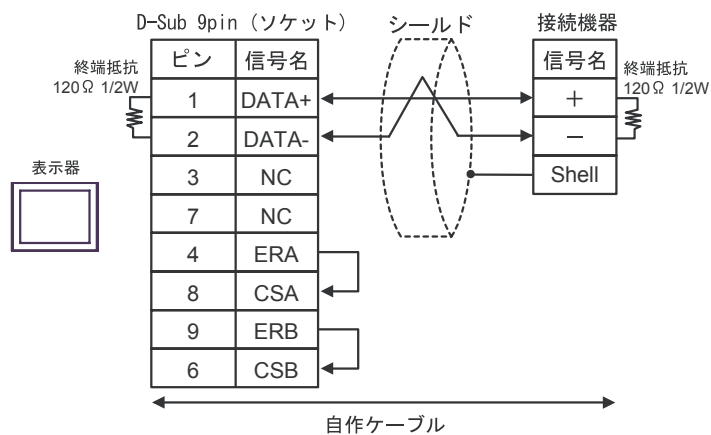 D-Sub 9pin（ソケット）
シールド
接続機器
終端抵抗
120Ω 1/2W
ピン 信号名
1 DATA+
2 DATA-
3 NC
7 NC
4 ERA
8 CSA
9 ERB
6 CSB
信号名
+
−
Shell
終端抵抗
120Ω 1/2W
表示器
自作ケーブル